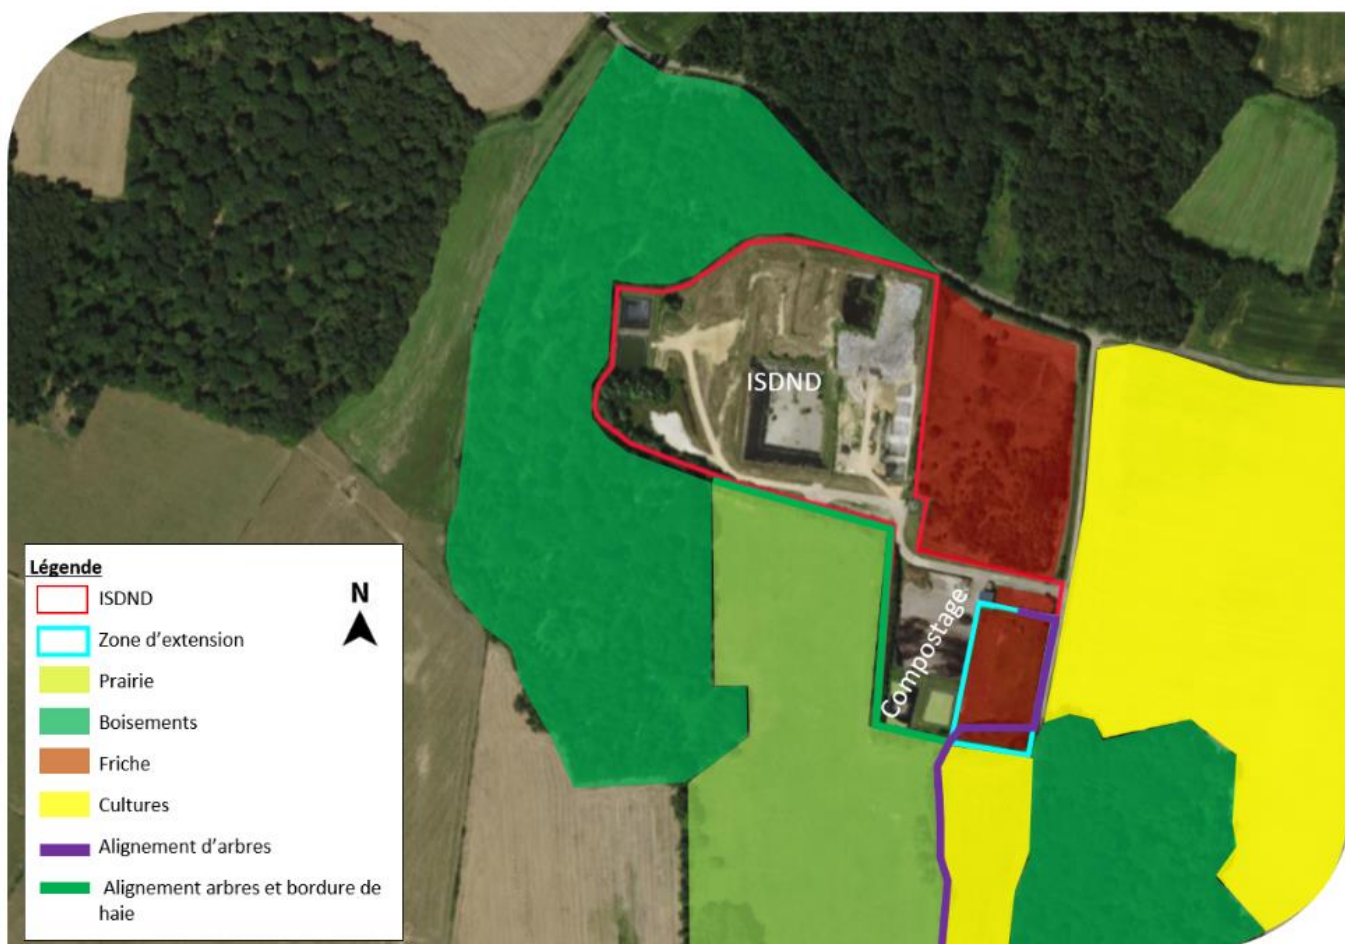 ISDND
Compostage
Légende
N
ISDND
Zone d'extension
Prairie
Boisements
Friche
Cultures
Alignement d'arbres
Alignement arbres et bordure de
haie